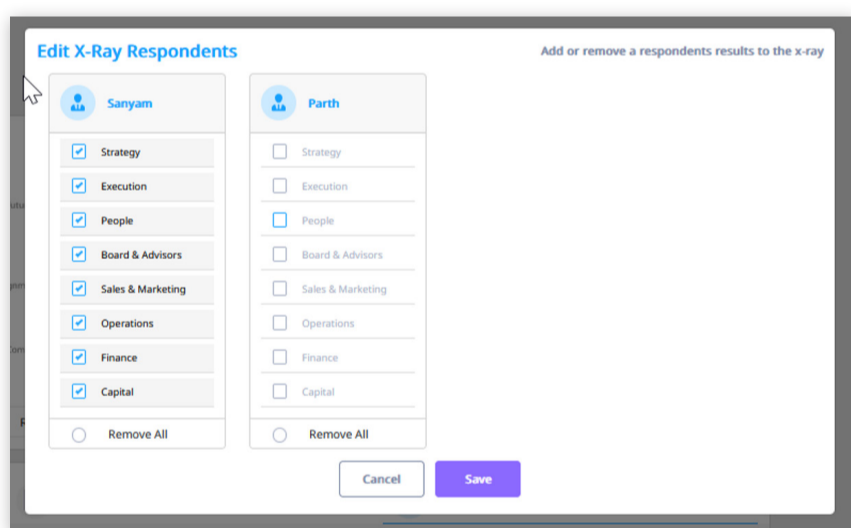 Edit X-Ray Respondents
Add or remove a respondents results to the x-ray
Sanyam
Strategy
Execution
People
Board & Advisors
Sales & Marketing
Operations
Finance
Capital
Remove All
Parth
Strategy
Execution
People
Board & Advisors
Sales & Marketing
Operations
Finance
Capital
Remove All
Cancel
Save